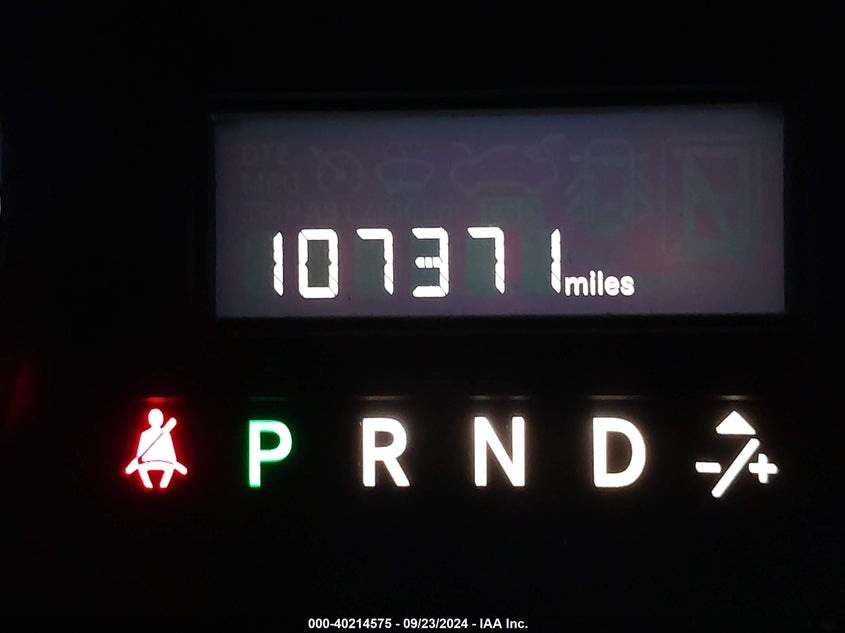 107371 miles
P R N D -/+
000-40214575 - 09/23/2024 - IAA Inc.